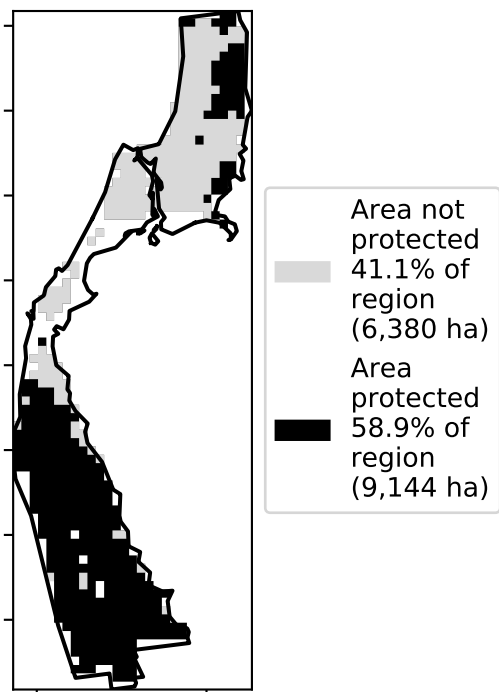 Area not
protected
41.1% of
region
(6,380 ha)
Area
protected
58.9% of
region
(9,144 ha)